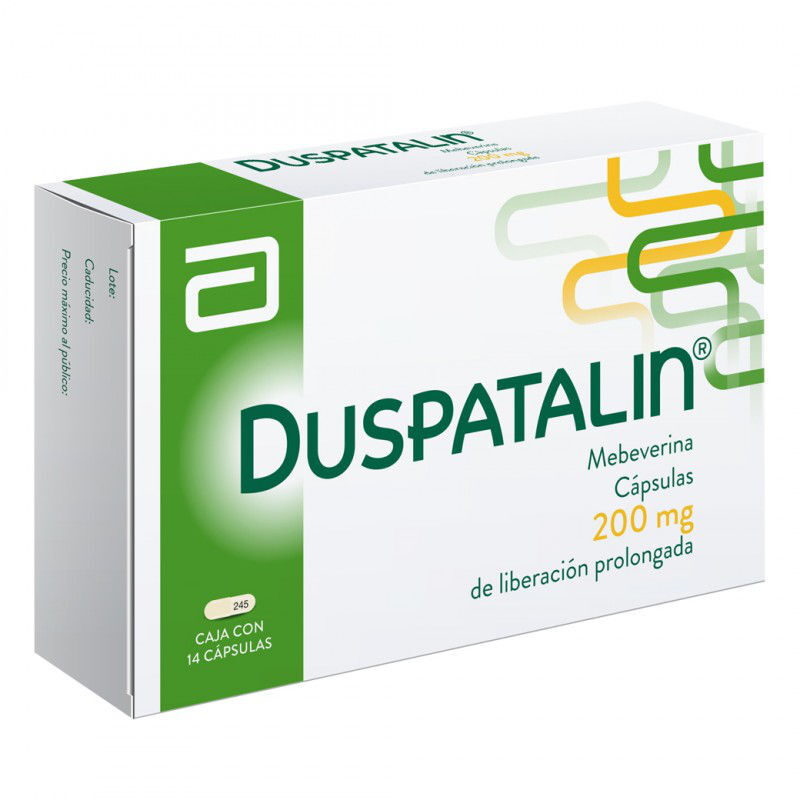 DUSPATALIN®
Mebeverina
Cápsulas
200 mg
de liberación prolongada
Lote:
Caducidad:
Precio máximo al público:
DUSPATALIN®
Mebeverina
Cápsulas
200 mg
de liberación prolongada
245
CAJA CON
14 CÁPSULAS